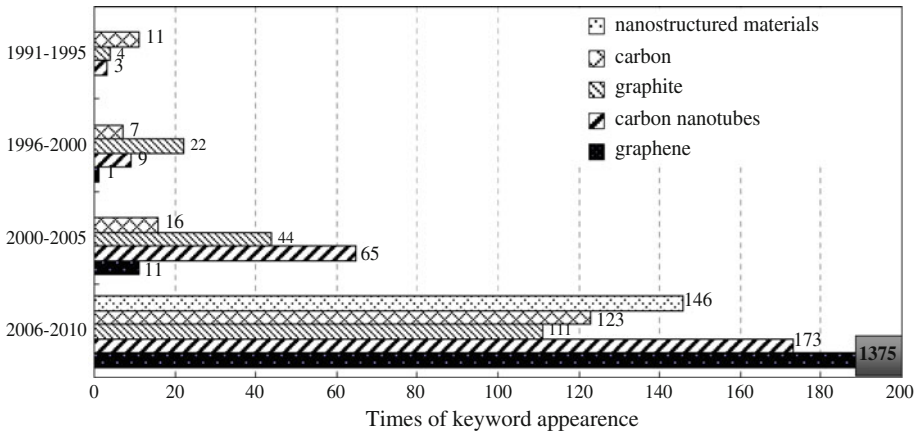 nanostructured materials
carbon
graphite
carbon nanotubes
graphene
1991-1995
11
4
3
1996-2000
7
22
9
1
2000-2005
16
44
65
11
2006-2010
146
123
111
173
1375
0 20 40 60 80 100 120 140 160 180 200
Times of keyword appearence